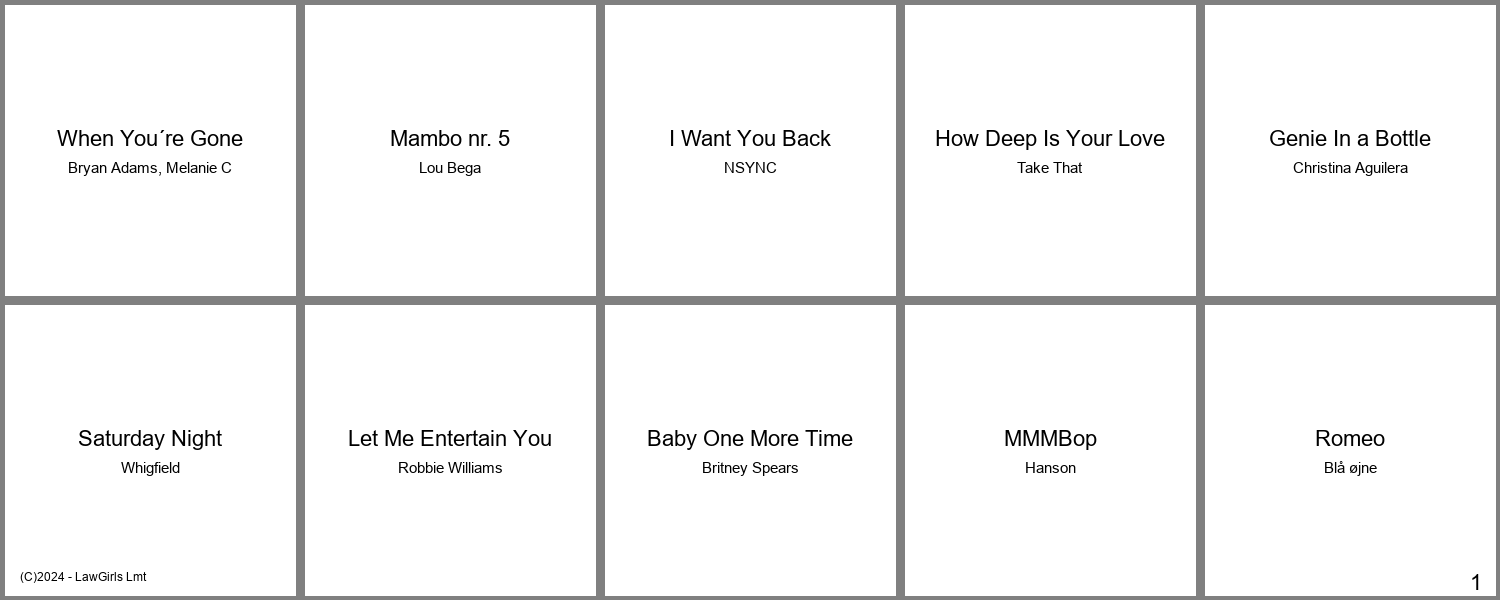 When You´re Gone
Bryan Adams, Melanie C
Mambo nr. 5
Lou Bega
I Want You Back
NSYNC
How Deep Is Your Love
Take That
Genie In a Bottle
Christina Aguilera
Saturday Night
Whigfield
Let Me Entertain You
Robbie Williams
Baby One More Time
Britney Spears
MMMBop
Hanson
Romeo
Blå øjne
(C)2024 - LawGirls Lmt
1